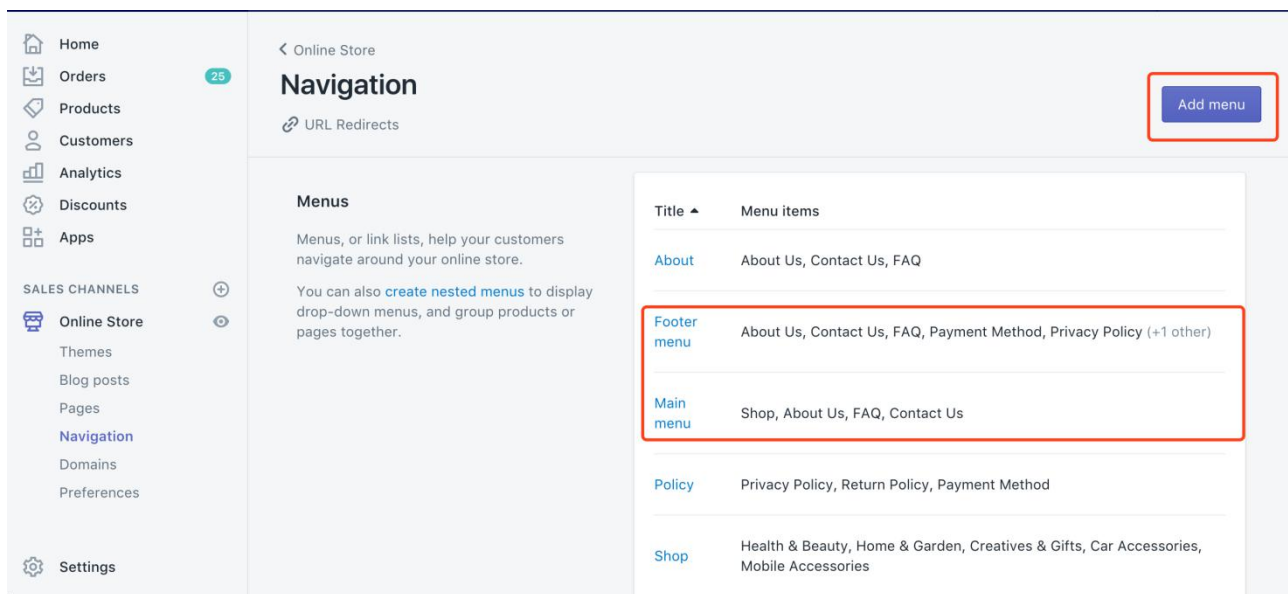 Home
Orders 25
Products
Customers
Analytics
Discounts
Apps
SALES CHANNELS
Online Store
Themes
Blog posts
Pages
Navigation
Domains
Preferences
Settings
Online Store
Navigation
URL Redirects
Add menu
Menus
Menus, or link lists, help your customers
navigate around your online store.
You can also create nested menus to display
drop-down menus, and group products or
pages together.
Title Menu items
About About Us, Contact Us, FAQ
Footer
menu
About Us, Contact Us, FAQ, Payment Method, Privacy Policy (+1 other)
Main
menu
Shop, About Us, FAQ, Contact Us
Policy Privacy Policy, Return Policy, Payment Method
Shop
Health & Beauty, Home & Garden, Creatives & Gifts, Car Accessories,
Mobile Accessories